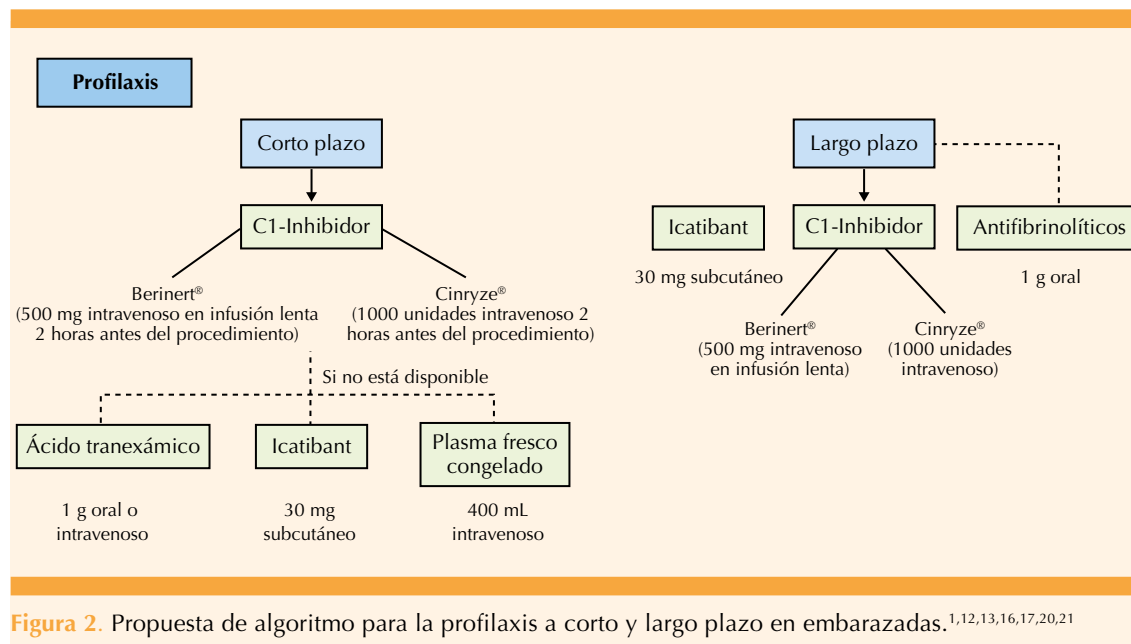 Profilaxis
Corto plazo
C1-Inhibidor
Berinert®
(500 mg intravenoso en infusión lenta
2 horas antes del procedimiento)
Cinryze®
(1000 unidades intravenoso 2
horas antes del procedimiento)
Si no está disponible
Ácido tranexámico
1 g oral o
intravenoso
Icatibant
30 mg
subcutáneo
Plasma fresco
congelado
400 mL
intravenoso
Largo plazo
Icatibant
30 mg subcutáneo
C1-Inhibidor
Antifibrinolíticos
1 g oral
Berinert®
(500 mg intravenoso
en infusión lenta)
Cinryze®
(1000 unidades
intravenoso)
Figura 2. Propuesta de algoritmo para la profilaxis a corto y largo plazo en embarazadas.1,12,13,16,17,20,21